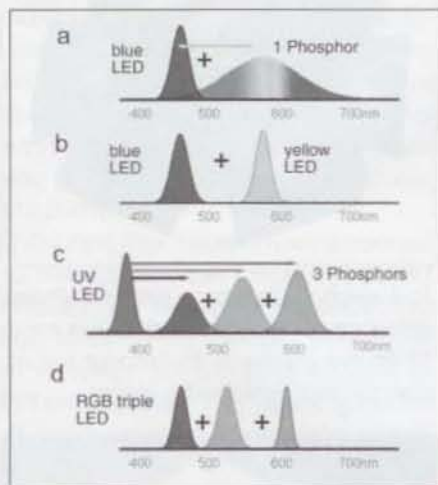 a
blue
LED
+
1 Phosphor
400 500 600 700nm
b
blue
LED
+
yellow
LED
400 500 600 700nm
c
UV
LED
+ +
3 Phosphors
400 500 600 700nm
d
RGB triple
LED
+ +
400 500 600 700nm